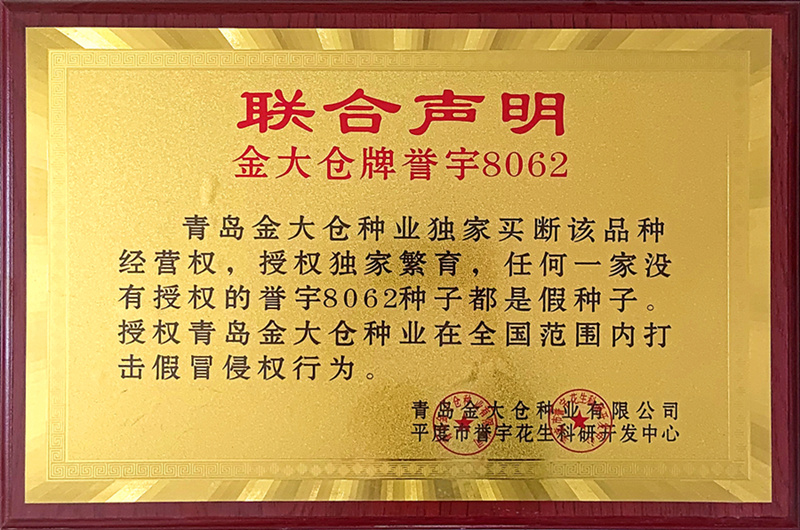 联合声明
金大仓牌誉宇8062
青岛金大仓种业独家买断该品种
经营权，授权独家繁育，任何一家没
有授权的誉宇8062种子都是假种子。
授权青岛金大仓种业在全国范围内打
击假冒侵权行为。
青岛金大仓种业有限公司
平度市誉宇花生科研开发中心